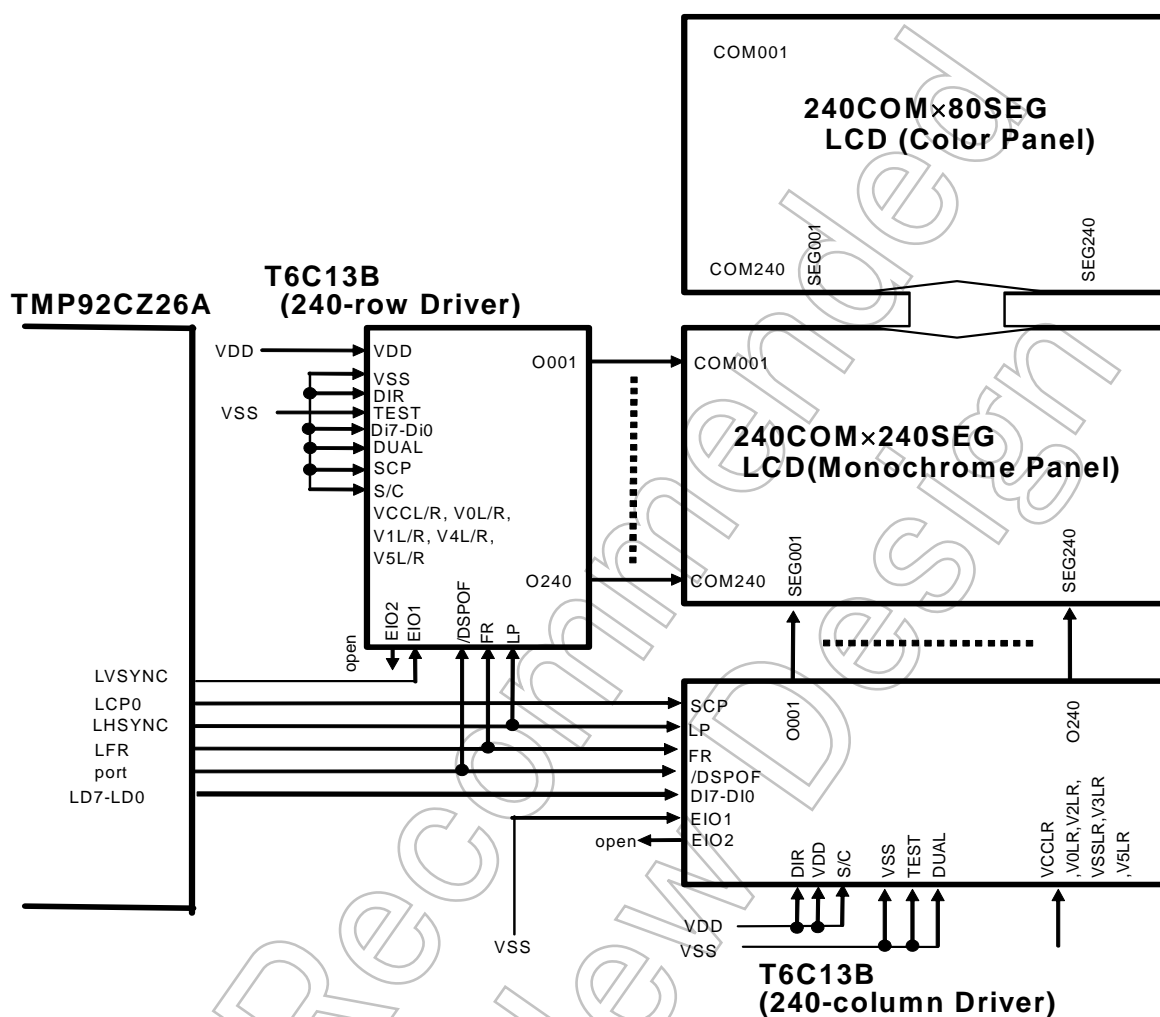 COM001
240COM×80SEG
LCD (Color Panel)
COM240
SEG001
SEG240
T6C13B
(240-row Driver)
TMP92CZ26A
VDD
VDD
VSS
DIR
VSS
TEST
Di7-Di0
DUAL
SCP
S/C
VCCL/R, V0L/R,
V1L/R, V4L/R,
V5L/R
O001
O240
open
EIO2
EIO1
/DSPOF
FR
LP
COM001
240COM×240SEG
LCD(Monochrome Panel)
COM240
SEG001
SEG240
LVSYNC
LCP0
LHSYNC
LFR
port
LD7-LD0
SCP
LP
FR
/DSPOF
DI7-DI0
EIO1
open
EIO2
O001
O240
DIR
VDD
S/C
VSS
TEST
DUAL
VCCLR
,V0LR,V2LR,
VSSLR,V3LR
,V5LR
VDD
VSS
VSS
T6C13B
(240-column Driver)
Recommended
New Design